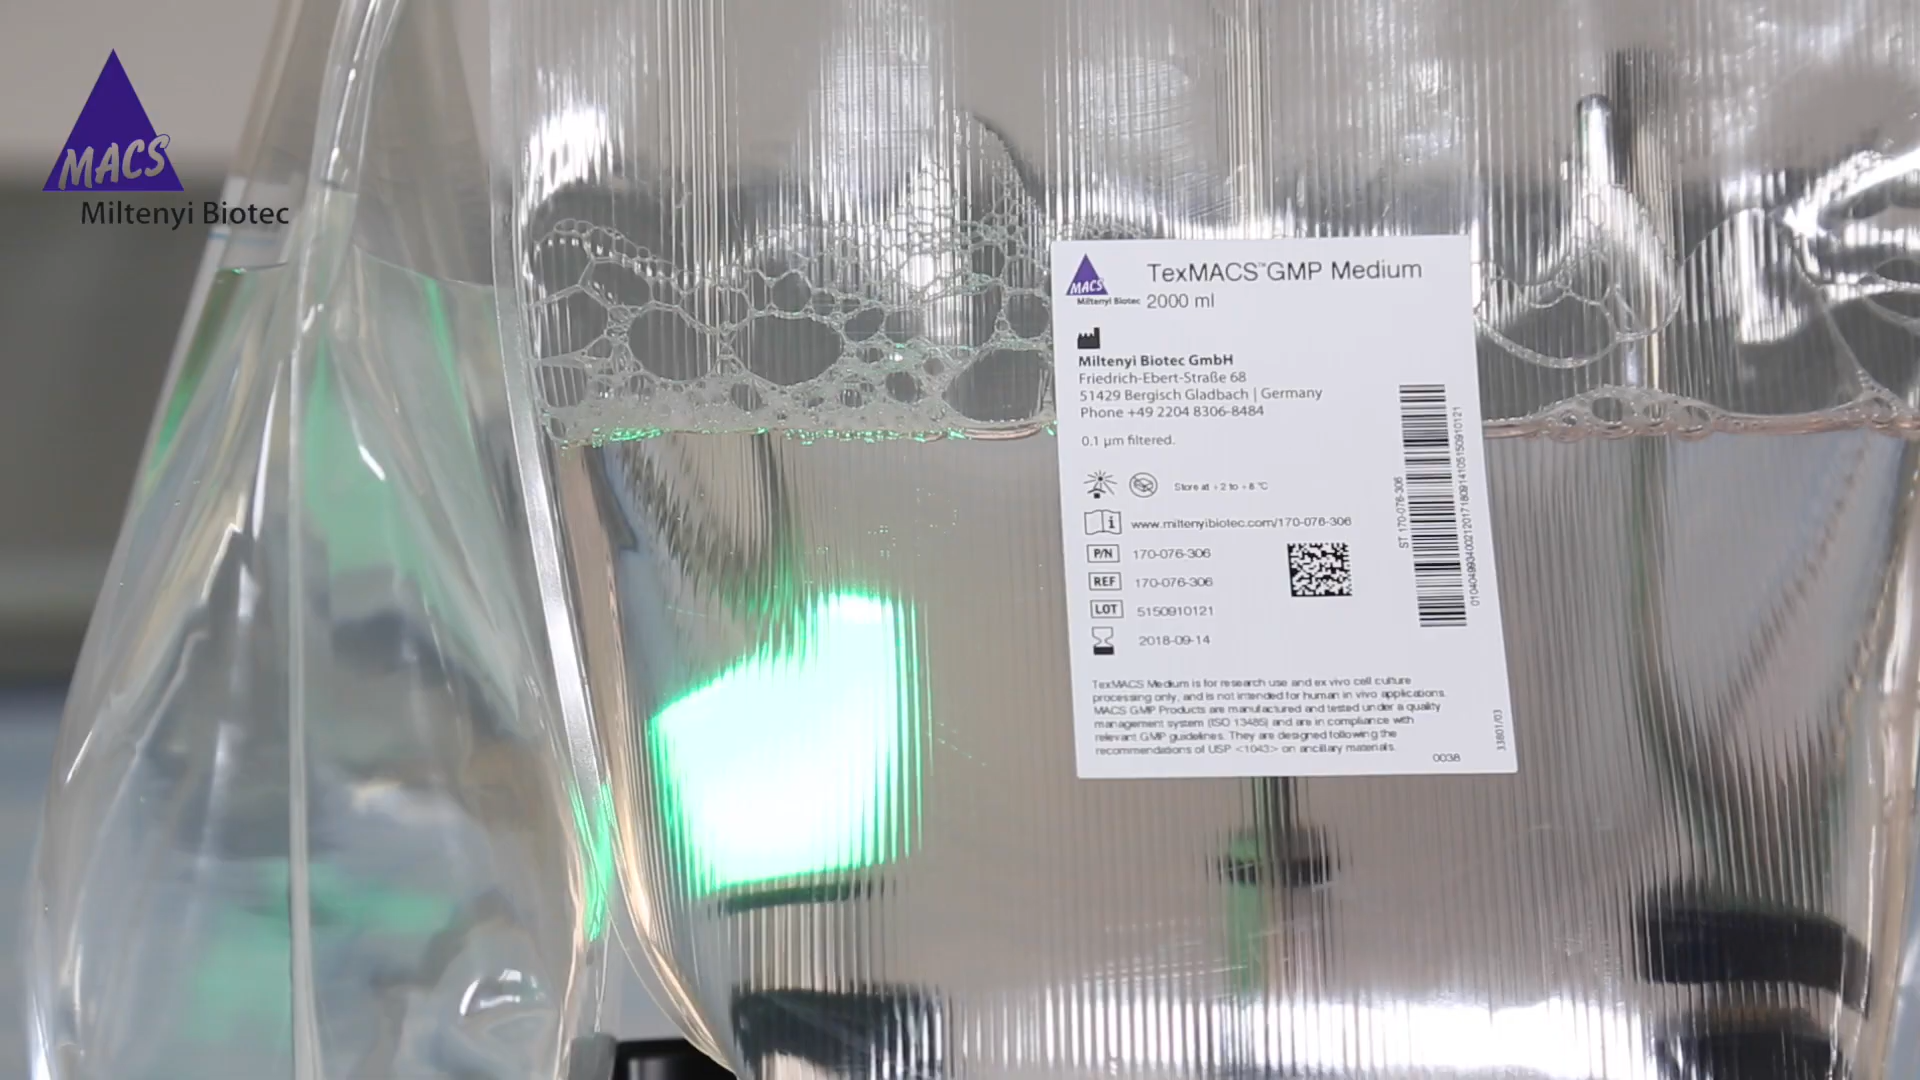 MACS
Miltenyi Biotec
MACS
Miltenyi Biotec
TexMACS™GMP Medium
2000 ml
Miltenyi Biotec GmbH
Friedrich-Ebert-Straße 68
51429 Bergisch Gladbach | Germany
Phone +49 2204 8306-8484
0.1 µm filtered.
Store at +2 to +8 °C
www.miltenyibiotec.com/170-076-306
P/N 170-076-306
REF 170-076-306
LOT 5150910121
2018-09-14
TexMACS Medium is for research use and ex vivo cell culture
processing only, and is not intended for human in vivo applications.
MACS GMP Products are manufactured and tested under a quality
management system (ISO 13485) and are in compliance with
relevant GMP guidelines. They are designed following the
recommendations of USP <1043> on ancillary materials.
0038
33801/03
ST 170-076-306